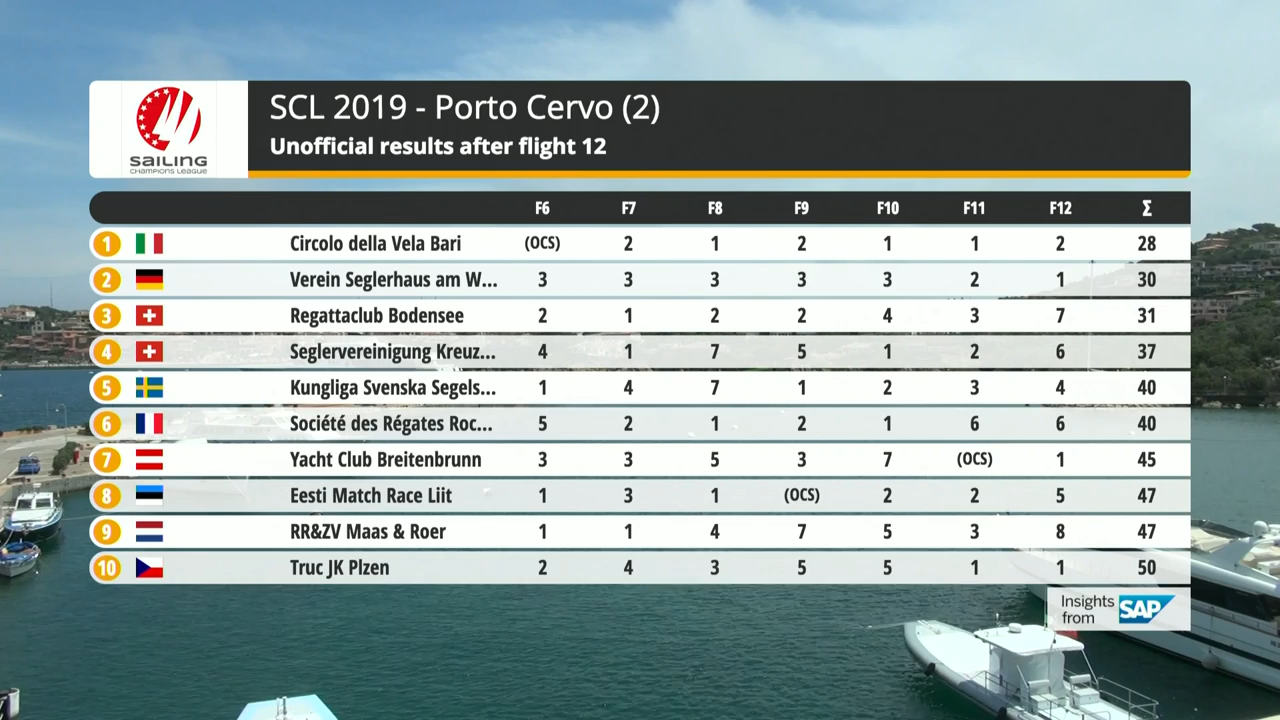 SAILING
CHAMPIONS LEAGUE
SCL 2019 - Porto Cervo (2)
Unofficial results after flight 12
F6 F7 F8 F9 F10 F11 F12 Σ
1 Circolo della Vela Bari (OCS) 2 1 2 1 1 2 28
2 Verein Seglerhaus am W... 3 3 3 3 3 2 1 30
3 Regattaclub Bodensee 2 1 2 2 4 3 7 31
4 Seglervereinigung Kreuz... 4 1 7 5 1 2 6 37
5 Kungliga Svenska Segels... 1 4 7 1 2 3 4 40
6 Société des Régates Roc... 5 2 1 2 1 6 6 40
7 Yacht Club Breitenbrunn 3 3 5 3 7 (OCS) 1 45
8 Eesti Match Race Liit 1 3 1 (OCS) 2 2 5 47
9 RR&ZV Maas & Roer 1 1 4 7 5 3 8 47
10 Truc JK Plzen 2 4 3 5 5 1 1 50
Insights
from SAP